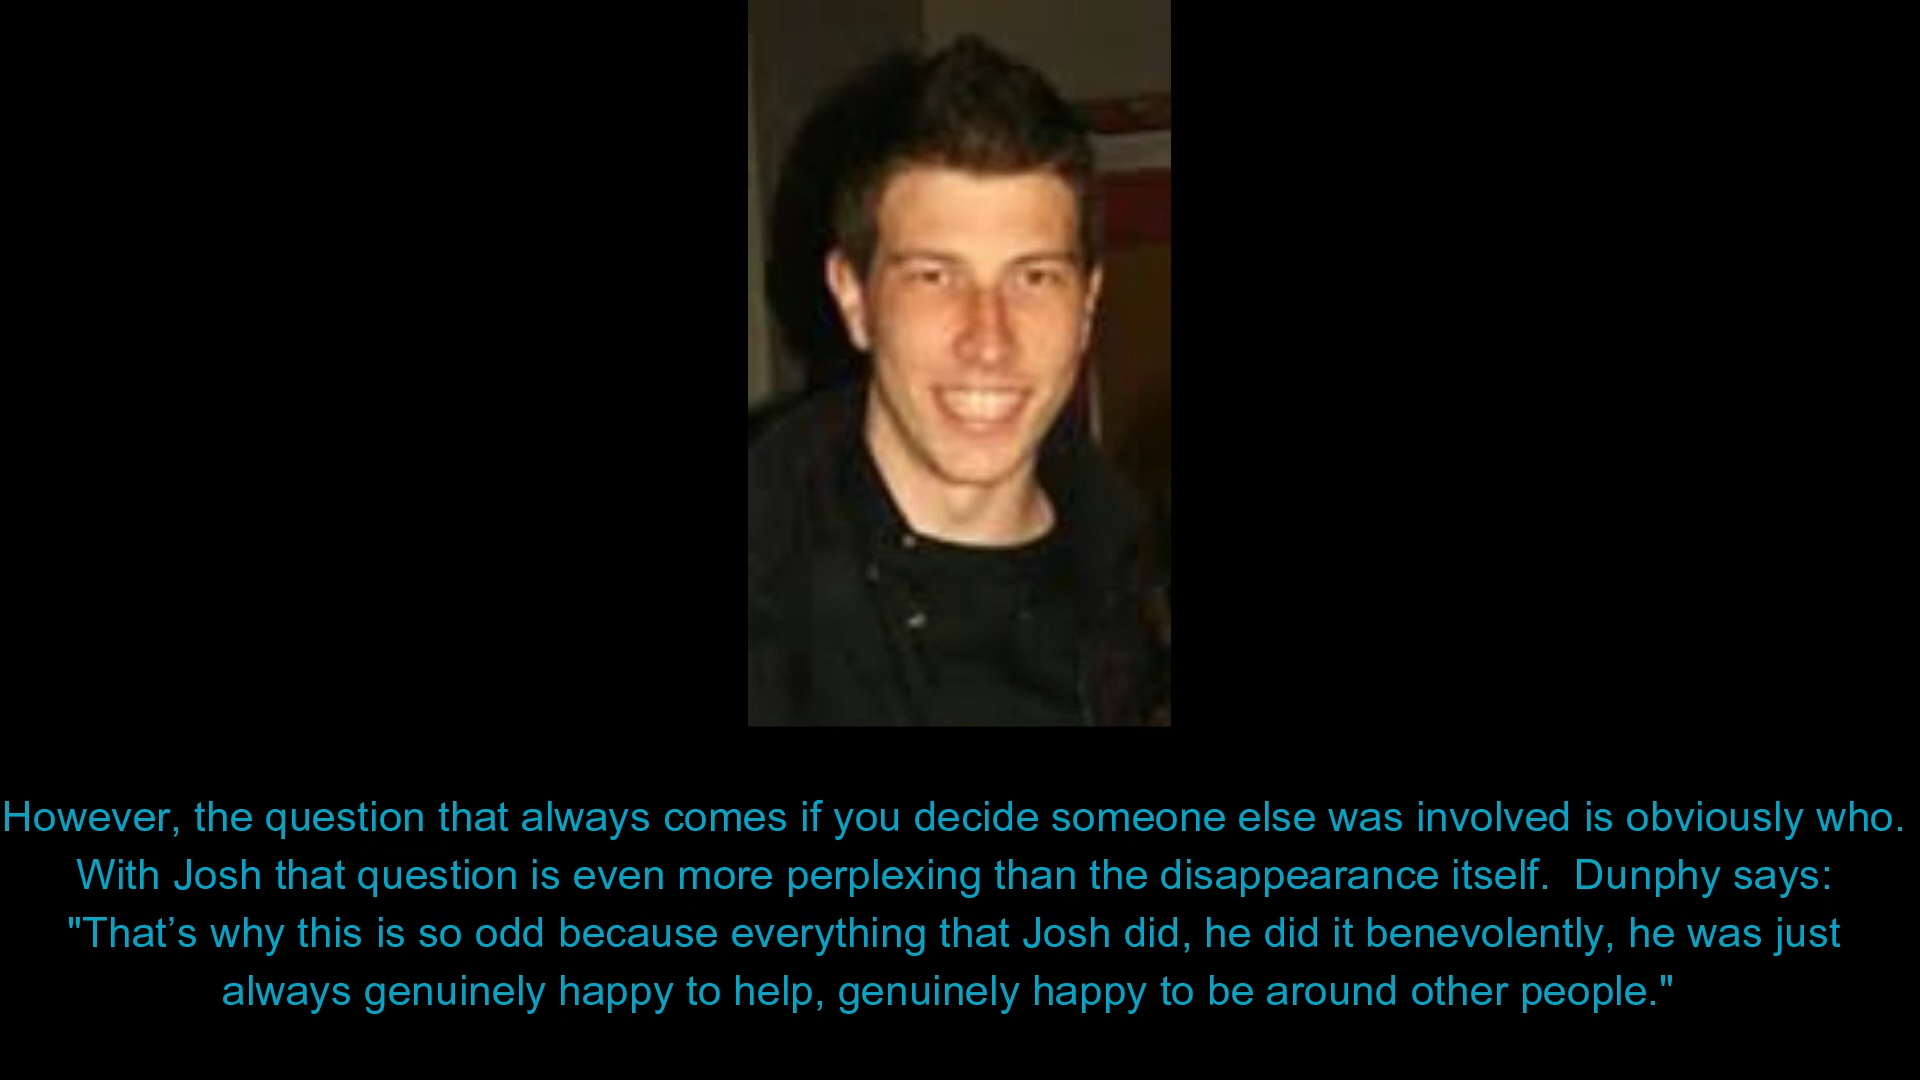 However, the question that always comes if you decide someone else was involved is obviously who.
With Josh that question is even more perplexing than the disappearance itself.  Dunphy says:
"That’s why this is so odd because everything that Josh did, he did it benevolently, he was just
always genuinely happy to help, genuinely happy to be around other people."